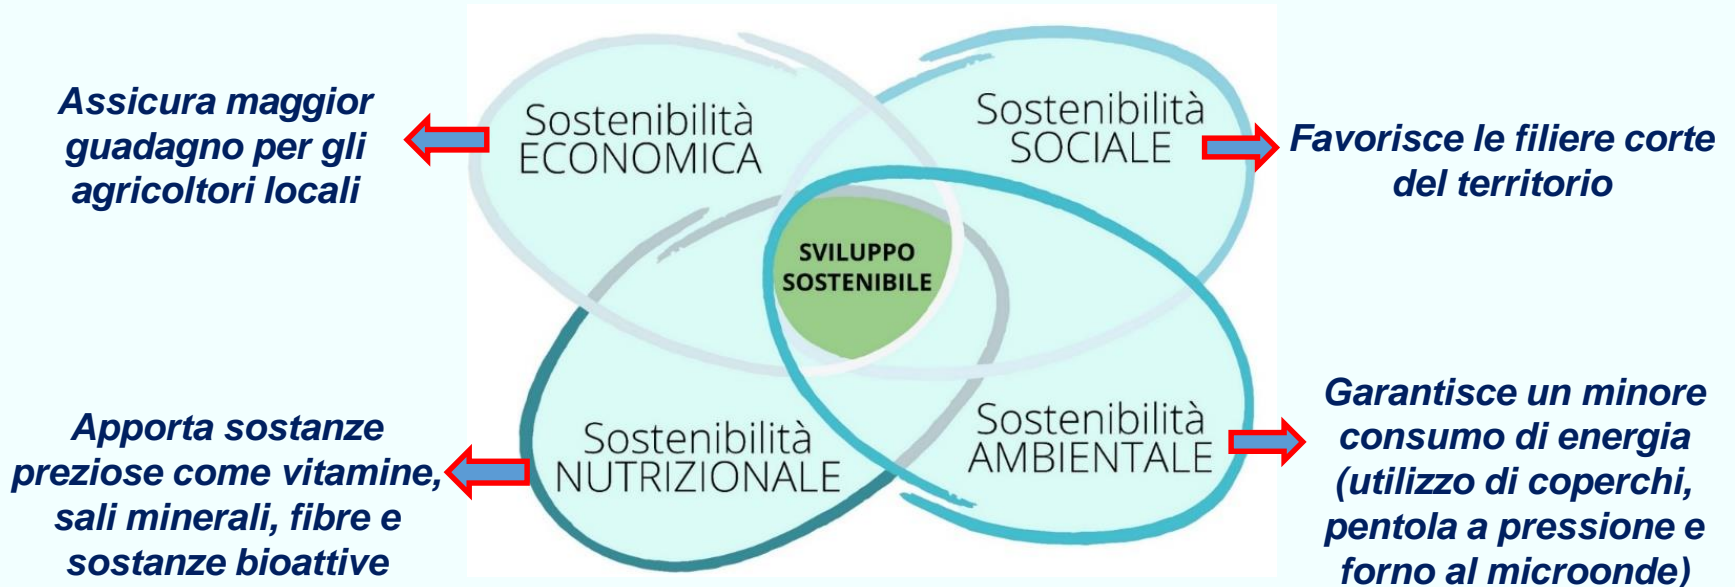 Assicura maggior
guadagno per gli
agricoltori locali
Sostenibilità
ECONOMICA
Sostenibilità
SOCIALE
Favorisce le filiere corte
del territorio
SVILUPPO
SOSTENIBILE
Apporta sostanze
preziose come vitamine,
sali minerali, fibre e
sostanze bioattive
Sostenibilità
NUTRIZIONALE
Sostenibilità
AMBIENTALE
Garantisce un minore
consumo di energia
(utilizzo di coperchi,
pentola a pressione e
forno al microonde)